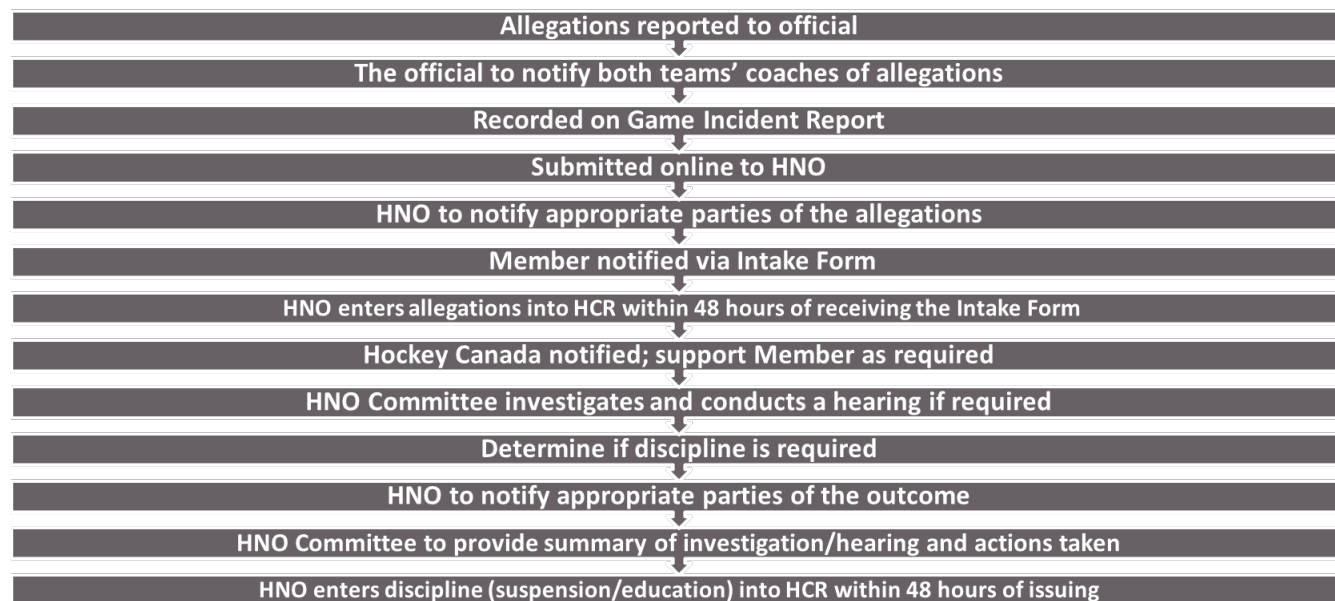 Allegations reported to official
The official to notify both teams’ coaches of allegations
Recorded on Game Incident Report
Submitted online to HNO
HNO to notify appropriate parties of the allegations
Member notified via Intake Form
HNO enters allegations into HCR within 48 hours of receiving the Intake Form
Hockey Canada notified; support Member as required
HNO Committee investigates and conducts a hearing if required
Determine if discipline is required
HNO to notify appropriate parties of the outcome
HNO Committee to provide summary of investigation/hearing and actions taken
HNO enters discipline (suspension/education) into HCR within 48 hours of issuing